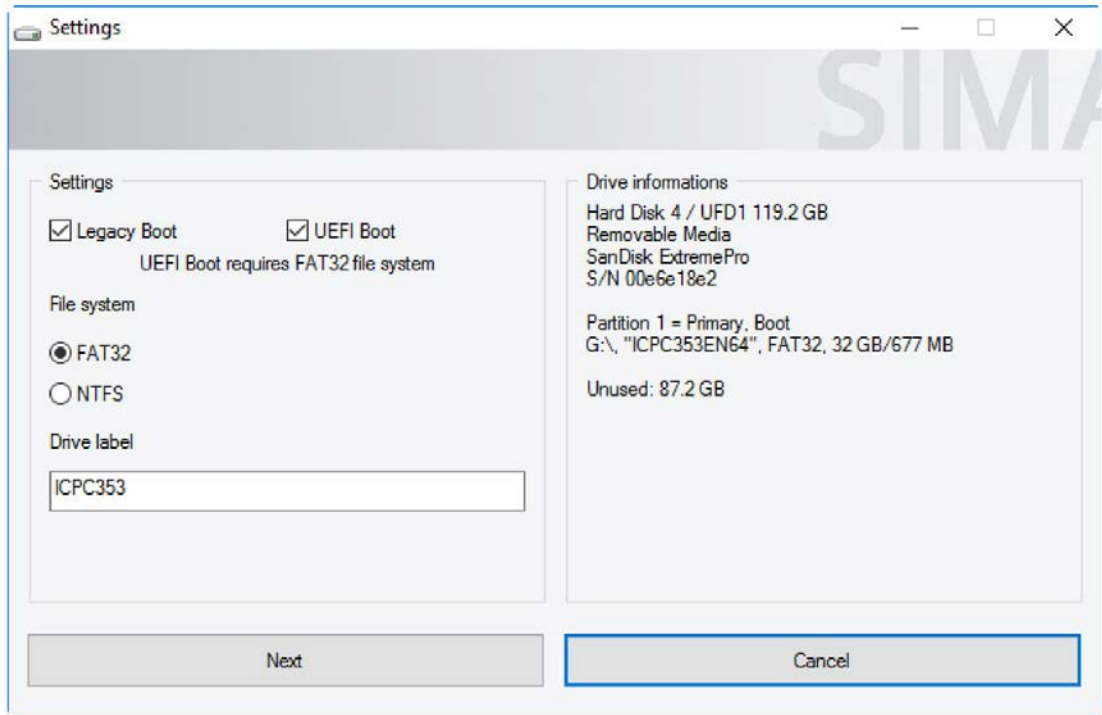 Settings
SIMA
Settings
Legacy Boot
UEFI Boot
UEFI Boot requires FAT32 file system
File system
FAT32
NTFS
Drive label
ICPC353
Drive informations
Hard Disk 4 / UFD1 119.2 GB
Removable Media
SanDisk ExtremePro
S/N 00e6e18e2
Partition 1 = Primary, Boot
G:\, "ICPC353EN64", FAT32, 32 GB/677 MB
Unused: 87.2 GB
Next
Cancel